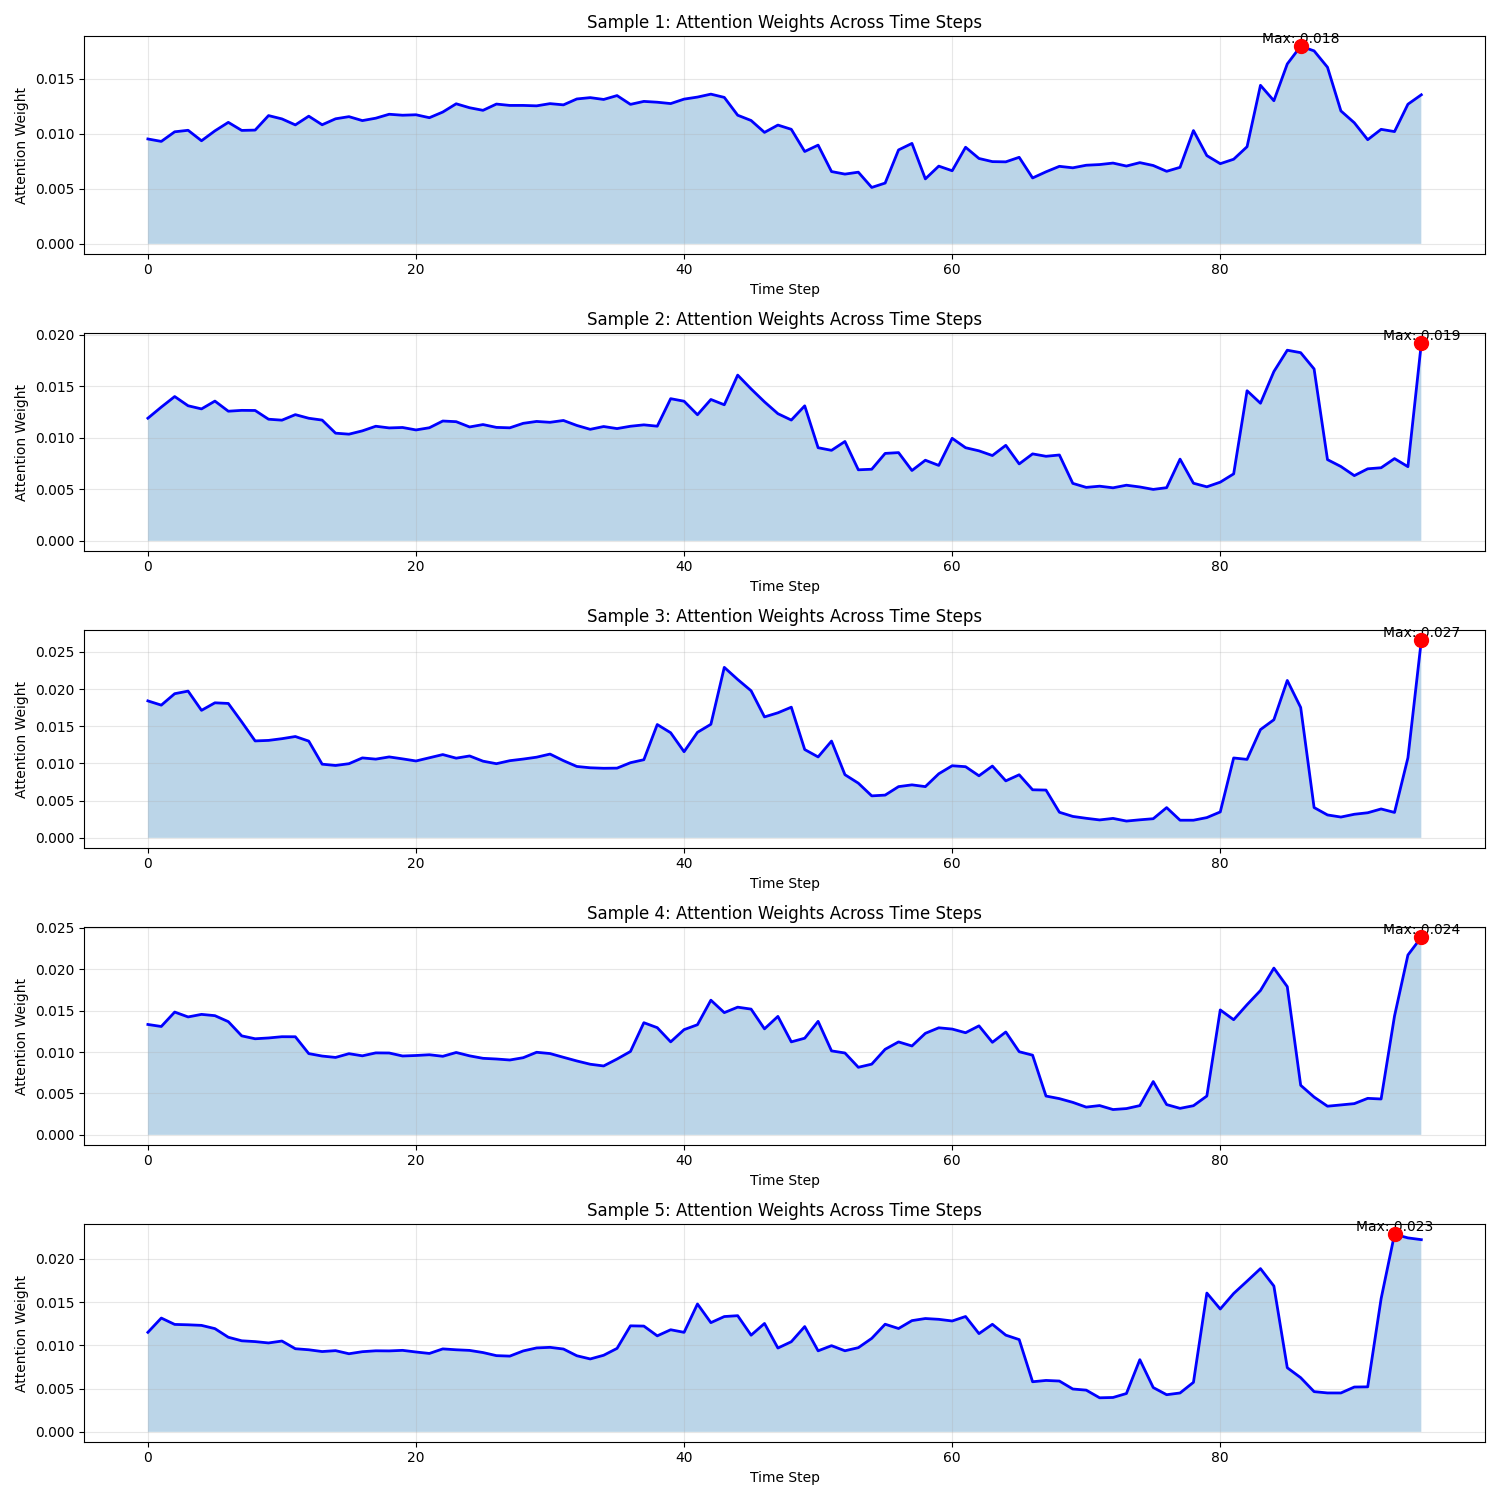 Sample 1: Attention Weights Across Time Steps
Max: 0.018
0.015
0.010
0.005
0.000
Attention Weight
0 20 40 60 80
Time Step
Sample 2: Attention Weights Across Time Steps
Max: 0.019
0.020
0.015
0.010
0.005
0.000
Attention Weight
0 20 40 60 80
Time Step
Sample 3: Attention Weights Across Time Steps
Max: 0.027
0.025
0.020
0.015
0.010
0.005
0.000
Attention Weight
0 20 40 60 80
Time Step
Sample 4: Attention Weights Across Time Steps
Max: 0.024
0.025
0.020
0.015
0.010
0.005
0.000
Attention Weight
0 20 40 60 80
Time Step
Sample 5: Attention Weights Across Time Steps
Max: 0.023
0.020
0.015
0.010
0.005
0.000
Attention Weight
0 20 40 60 80
Time Step